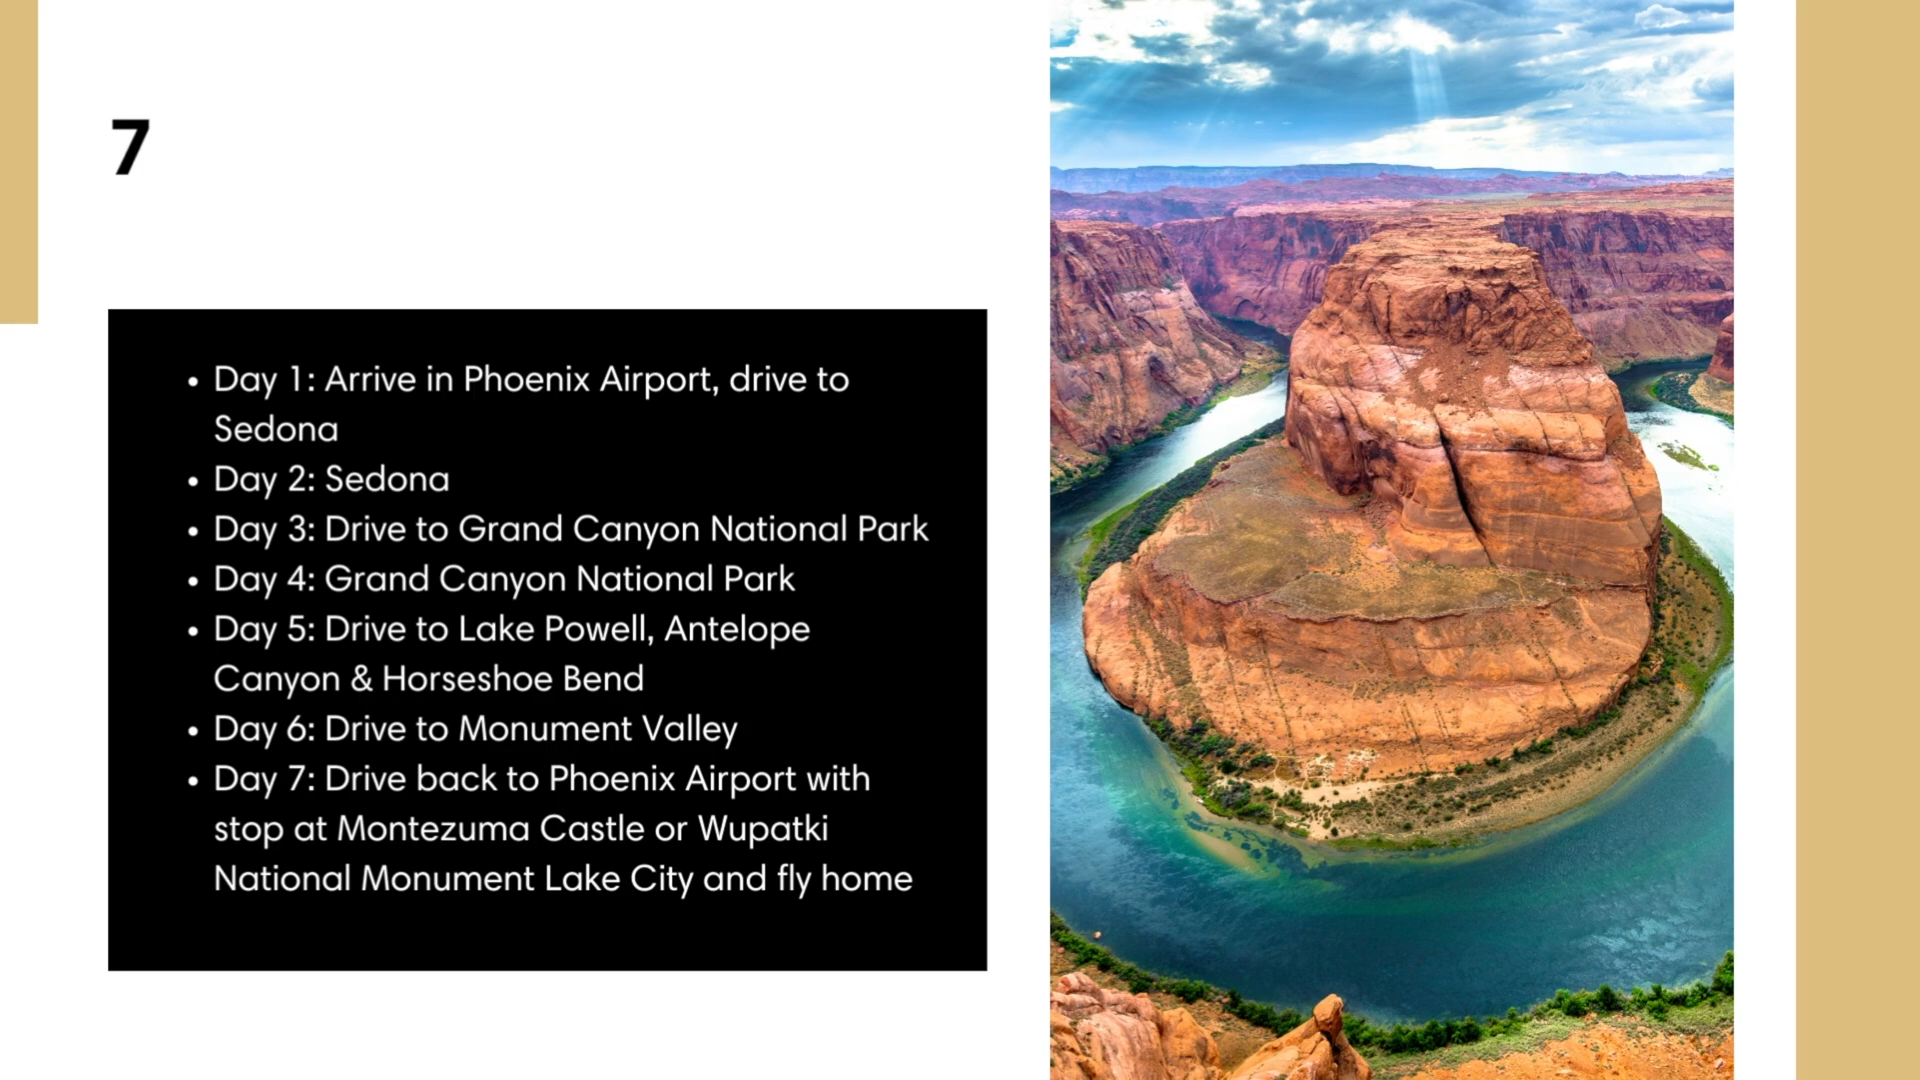 7
• Day 1: Arrive in Phoenix Airport, drive to
Sedona
• Day 2: Sedona
• Day 3: Drive to Grand Canyon National Park
• Day 4: Grand Canyon National Park
• Day 5: Drive to Lake Powell, Antelope
Canyon & Horseshoe Bend
• Day 6: Drive to Monument Valley
• Day 7: Drive back to Phoenix Airport with
stop at Montezuma Castle or Wupatki
National Monument Lake City and fly home